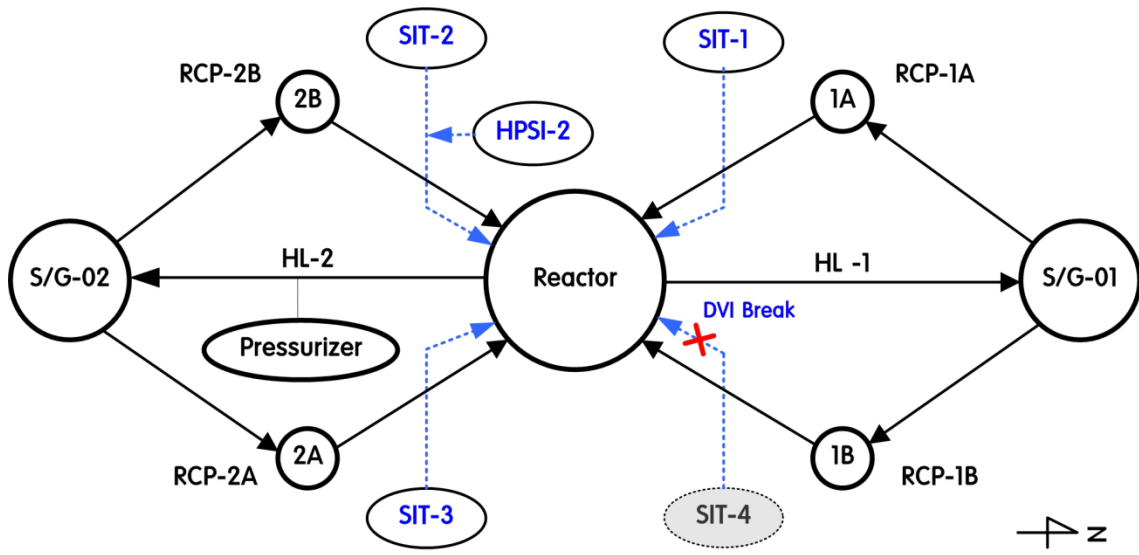 SIT-2
SIT-1
RCP-2B
2B
HPSI-2
1A
RCP-1A
S/G-02
HL-2
Reactor
HL -1
S/G-01
DVI Break
Pressurizer
RCP-2A
2A
1B
RCP-1B
SIT-3
SIT-4
N